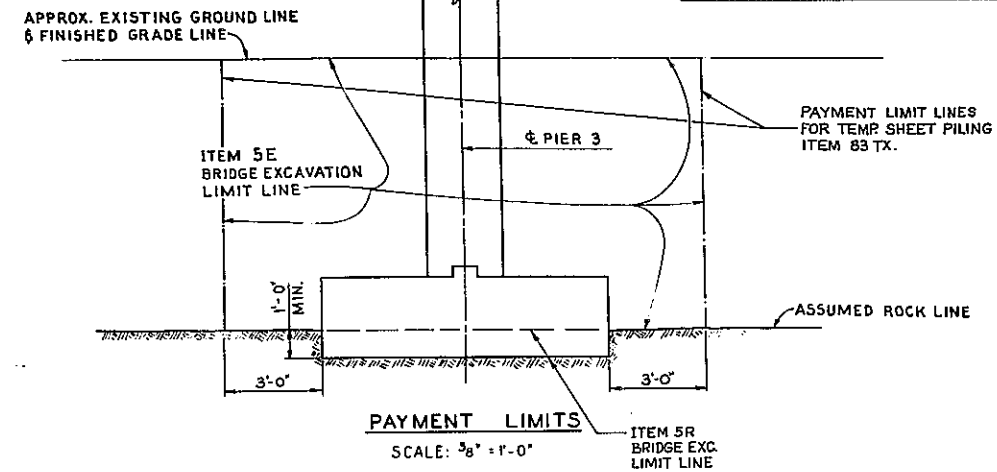 APPROX. EXISTING GROUND LINE
& FINISHED GRADE LINE
PAYMENT LIMIT LINES
FOR TEMP. SHEET PILING
ITEM 83 TX.
℄ PIER 3
ITEM 5E
BRIDGE EXCAVATION
LIMIT LINE
1'-0"
MIN.
ASSUMED ROCK LINE
3'-0"
3'-0"
PAYMENT LIMITS
SCALE: 3/8" = 1'-0"
ITEM 5R
BRIDGE EXC.
LIMIT LINE